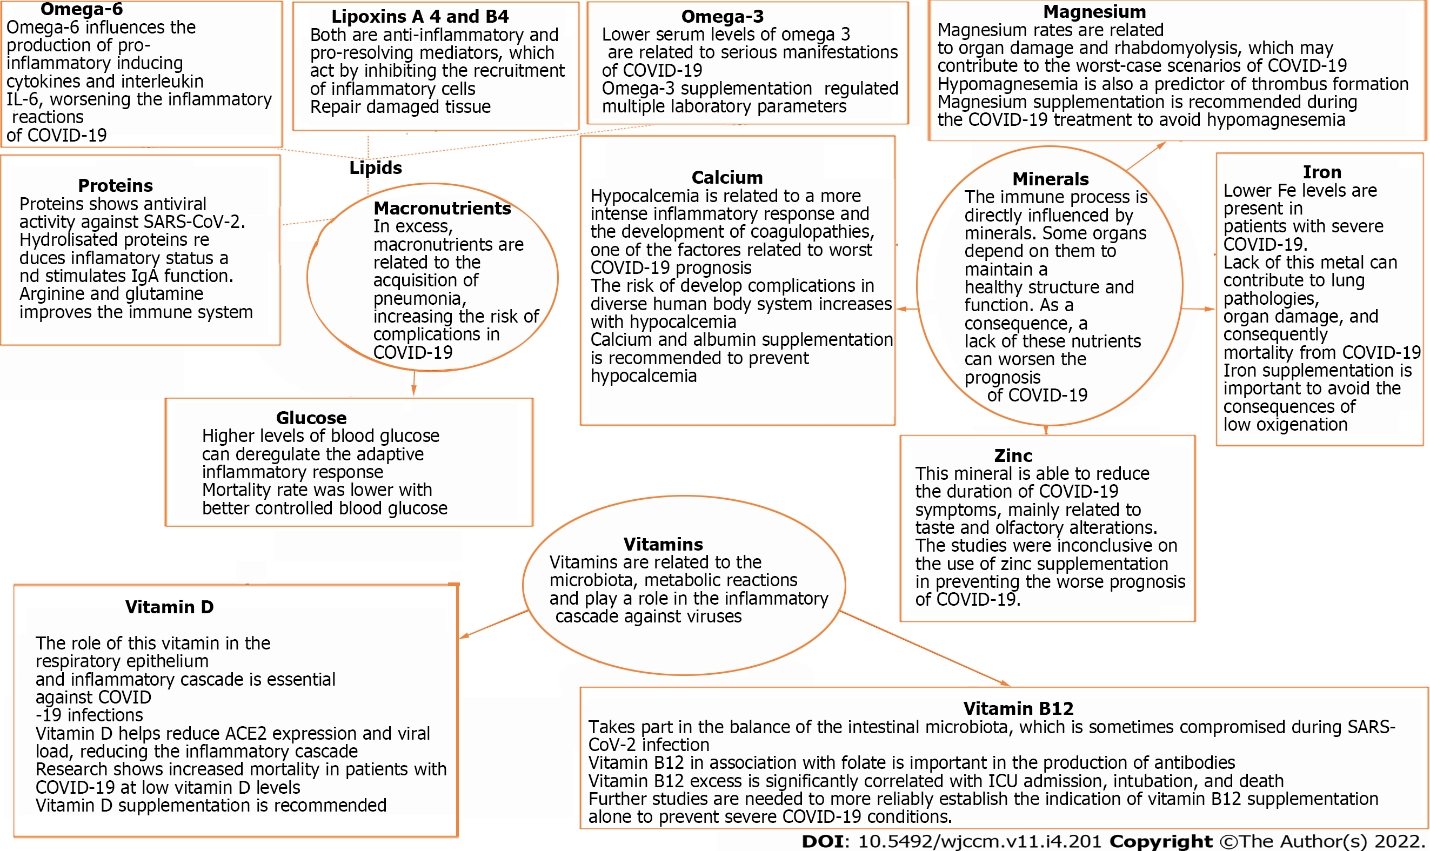 Omega-6
Omega-6 influences the
production of pro-
inflammatory inducing
cytokines and interleukin
IL-6, worsening the inflammatory
reactions
of COVID-19
Lipoxins A 4 and B4
Both are anti-inflammatory and
pro-resolving mediators, which
act by inhibiting the recruitment
of inflammatory cells
Repair damaged tissue
Omega-3
Lower serum levels of omega 3
are related to serious manifestations
of COVID-19
Omega-3 supplementation regulated
multiple laboratory parameters
Magnesium
Magnesium rates are related
to organ damage and rhabdomyolysis, which may
contribute to the worst-case scenarios of COVID-19
Hypomagnesemia is also a predictor of thrombus formation
Magnesium supplementation is recommended during
the COVID-19 treatment to avoid hypomagnesemia
Lipids
Proteins
Proteins shows antiviral
activity against SARS-CoV-2.
Hydrolisated proteins re
duces inflamatory status a
nd stimulates IgA function.
Arginine and glutamine
improves the immune system
Macronutrients
In excess,
macronutrients are
related to the
acquisition of
pneumonia,
increasing the risk of
complications in
COVID-19
Calcium
Hypocalcemia is related to a more
intense inflammatory response and
the development of coagulopathies,
one of the factores related to worst
COVID-19 prognosis
The risk of develop complications in
diverse human body system increases
with hypocalcemia
Calcium and albumin supplementation
is recommended to prevent
hypocalcemia
Minerals
The immune process is
directly influenced by
minerals. Some organs
depend on them to
maintain a
healthy structure and
function. As a
consequence, a
lack of these nutrients
can worsen the
prognosis
of COVID-19
Iron
Lower Fe levels are
present in
patients with severe
COVID-19.
Lack of this metal can
contribute to lung
pathologies,
organ damage, and
consequently
mortality from COVID-19
Iron supplementation is
important to avoid the
consequences of
low oxigenation
Glucose
Higher levels of blood glucose
can deregulate the adaptive
inflammatory response
Mortality rate was lower with
better controlled blood glucose
Zinc
This mineral is able to reduce
the duration of COVID-19
symptoms, mainly related to
taste and olfactory alterations.
The studies were inconclusive on
the use of zinc supplementation
in preventing the worse prognosis
of COVID-19.
Vitamins
Vitamins are related to the
microbiota, metabolic reactions
and play a role in the inflammatory
cascade against viruses
Vitamin D
The role of this vitamin in the
respiratory epithelium
and inflammatory cascade is essential
against COVID
-19 infections
Vitamin D helps reduce ACE2 expression and viral
load, reducing the inflammatory cascade
Research shows increased mortality in patients with
COVID-19 at low vitamin D levels
Vitamin D supplementation is recommended
Vitamin B12
Takes part in the balance of the intestinal microbiota, which is sometimes compromised during SARS-
CoV-2 infection
Vitamin B12 in association with folate is important in the production of antibodies
Vitamin B12 excess is significantly correlated with ICU admission, intubation, and death
Further studies are needed to more reliably establish the indication of vitamin B12 supplementation
alone to prevent severe COVID-19 conditions.
DOI: 10.5492/wjccm.v11.i4.201 Copyright ©The Author(s) 2022.